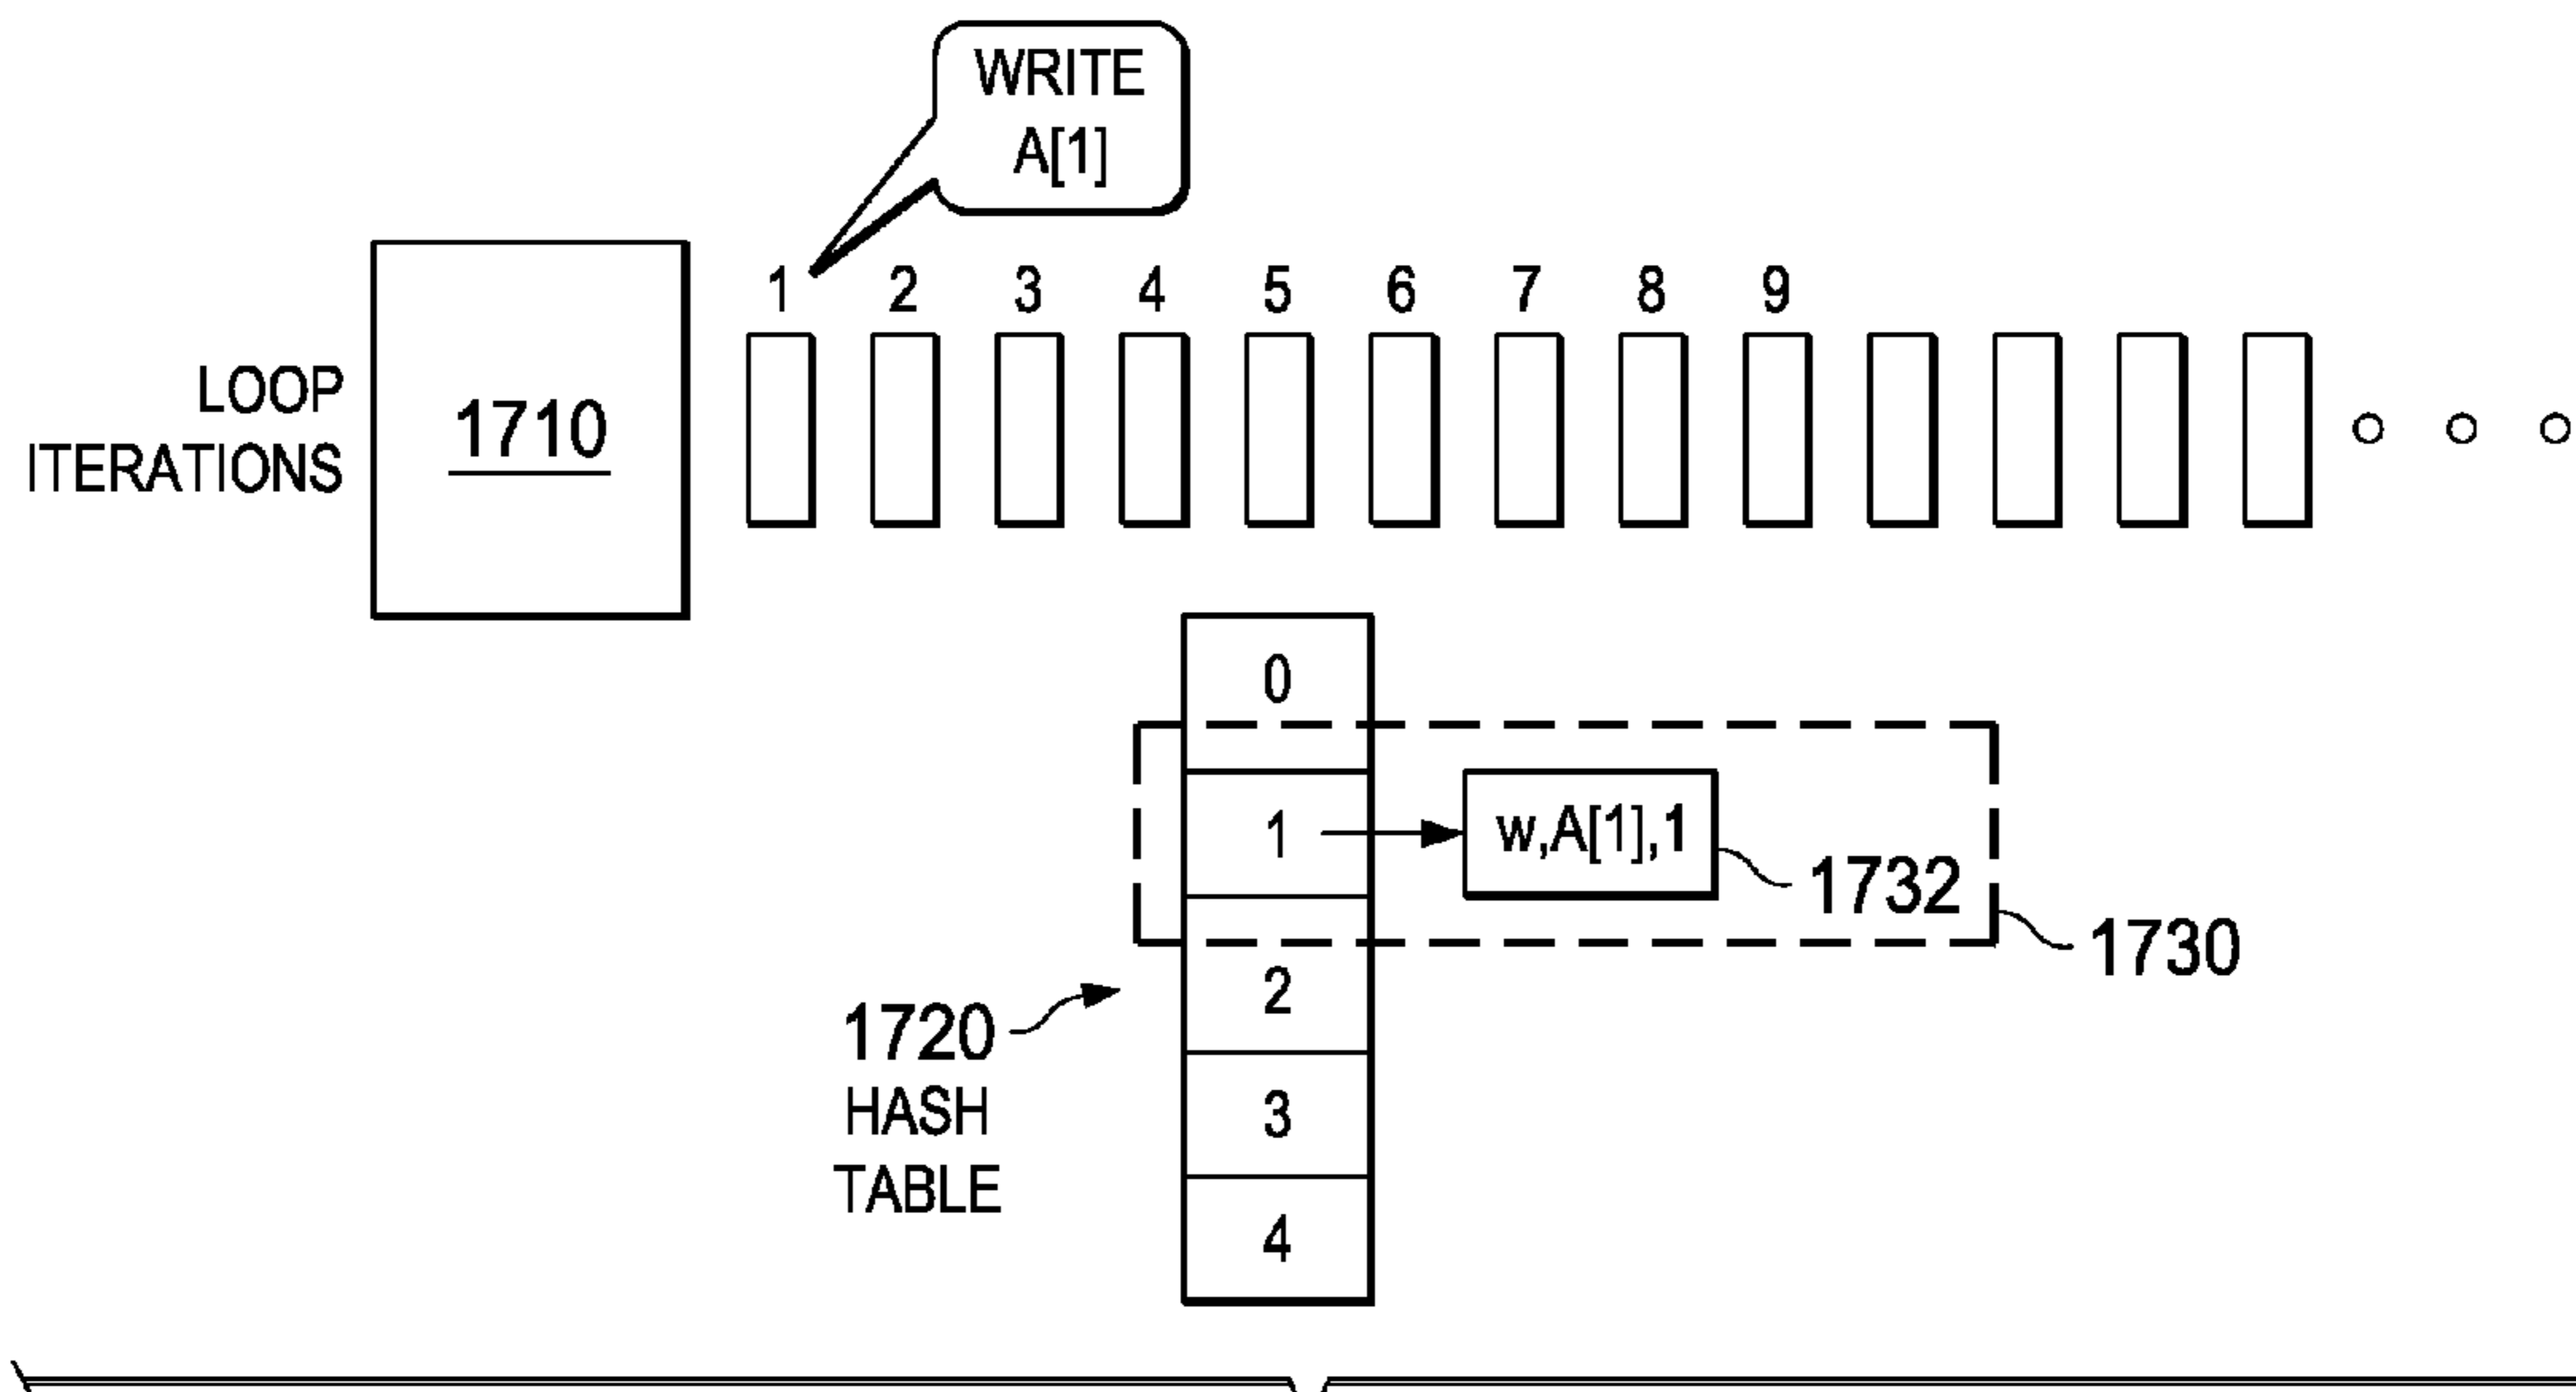 WRITE
A[1]
1 2 3 4 5 6 7 8 9
LOOP
ITERATIONS
1710
0
1
w,A[1],1
1732
1730
2
1720
HASH
TABLE
3
4